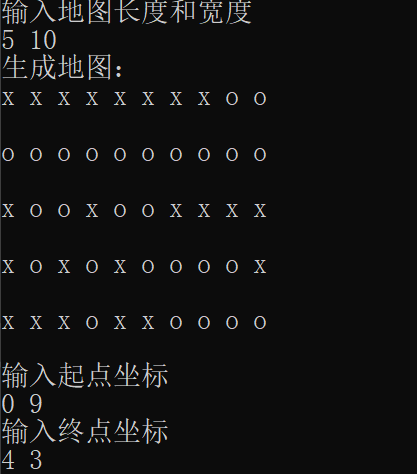 输入地图长度和宽度
5 10
生成地图：
x x x x x x x x o o
o o o o o o o o o o
x o o x o o x x x x
x o x o x o o o o x
x x x o x x o o o o
输入起点坐标
0 9
输入终点坐标
4 3